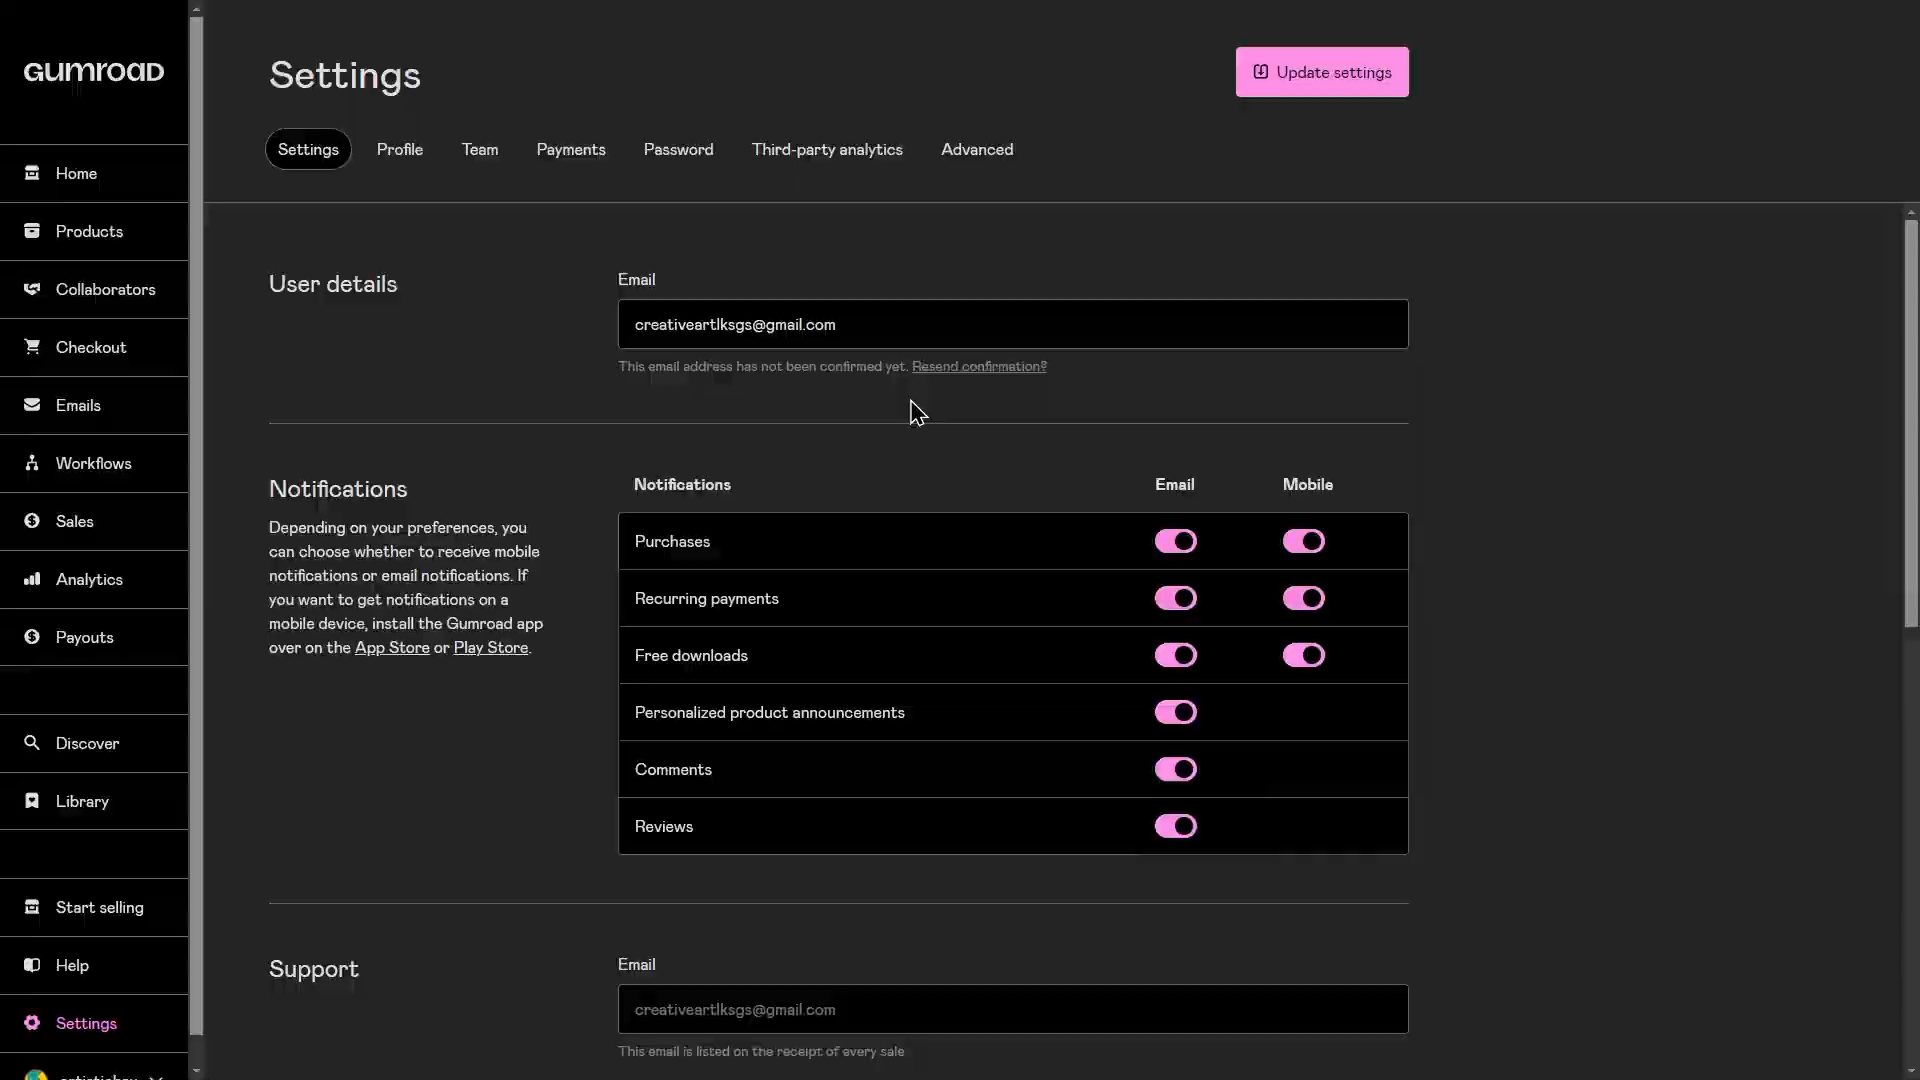 GUMROAD
Home
Products
Collaborators
Checkout
Emails
Workflows
Sales
Analytics
Payouts
Discover
Library
Start selling
Help
Settings
Settings
Update settings
Settings Profile Team Payments Password Third-party analytics Advanced
User details
Email
creativeartlksgs@gmail.com
This email address has not been confirmed yet. Resend confirmation?
Notifications
Depending on your preferences, you
can choose whether to receive mobile
notifications or email notifications. If
you want to get notifications on a
mobile device, install the Gumroad app
over on the App Store or Play Store.
Notifications Email Mobile
Purchases
Recurring payments
Free downloads
Personalized product announcements
Comments
Reviews
Support
Email
creativeartlksgs@gmail.com
This email is listed on the receipt of every sale